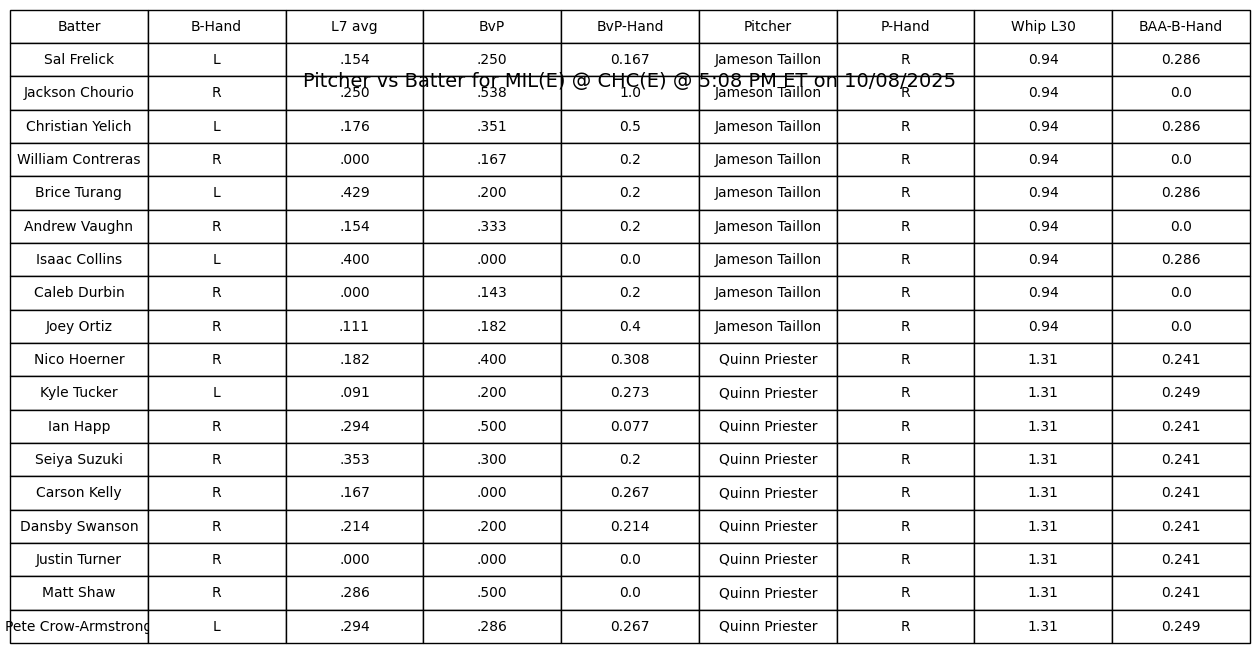 Batter B-Hand L7 avg BvP BvP-Hand Pitcher P-Hand Whip L30 BAA-B-Hand
Sal Frelick L .154 .250 0.167 Jameson Taillon R 0.94 0.286
Pitcher vs Batter for MIL(E) @ CHC(E) @ 5:08 PM ET on 10/08/2025
Jackson Chourio R .250 .538 1.0 Jameson Taillon R 0.94 0.0
Christian Yelich L .176 .351 0.5 Jameson Taillon R 0.94 0.286
William Contreras R .000 .167 0.2 Jameson Taillon R 0.94 0.0
Brice Turang L .429 .200 0.2 Jameson Taillon R 0.94 0.286
Andrew Vaughn R .154 .333 0.2 Jameson Taillon R 0.94 0.0
Isaac Collins L .400 .000 0.0 Jameson Taillon R 0.94 0.286
Caleb Durbin R .000 .143 0.2 Jameson Taillon R 0.94 0.0
Joey Ortiz R .111 .182 0.4 Jameson Taillon R 0.94 0.0
Nico Hoerner R .182 .400 0.308 Quinn Priester R 1.31 0.241
Kyle Tucker L .091 .200 0.273 Quinn Priester R 1.31 0.249
Ian Happ R .294 .500 0.077 Quinn Priester R 1.31 0.241
Seiya Suzuki R .353 .300 0.2 Quinn Priester R 1.31 0.241
Carson Kelly R .167 .000 0.267 Quinn Priester R 1.31 0.241
Dansby Swanson R .214 .200 0.214 Quinn Priester R 1.31 0.241
Justin Turner R .000 .000 0.0 Quinn Priester R 1.31 0.241
Matt Shaw R .286 .500 0.0 Quinn Priester R 1.31 0.241
Pete Crow-Armstrong L .294 .286 0.267 Quinn Priester R 1.31 0.249